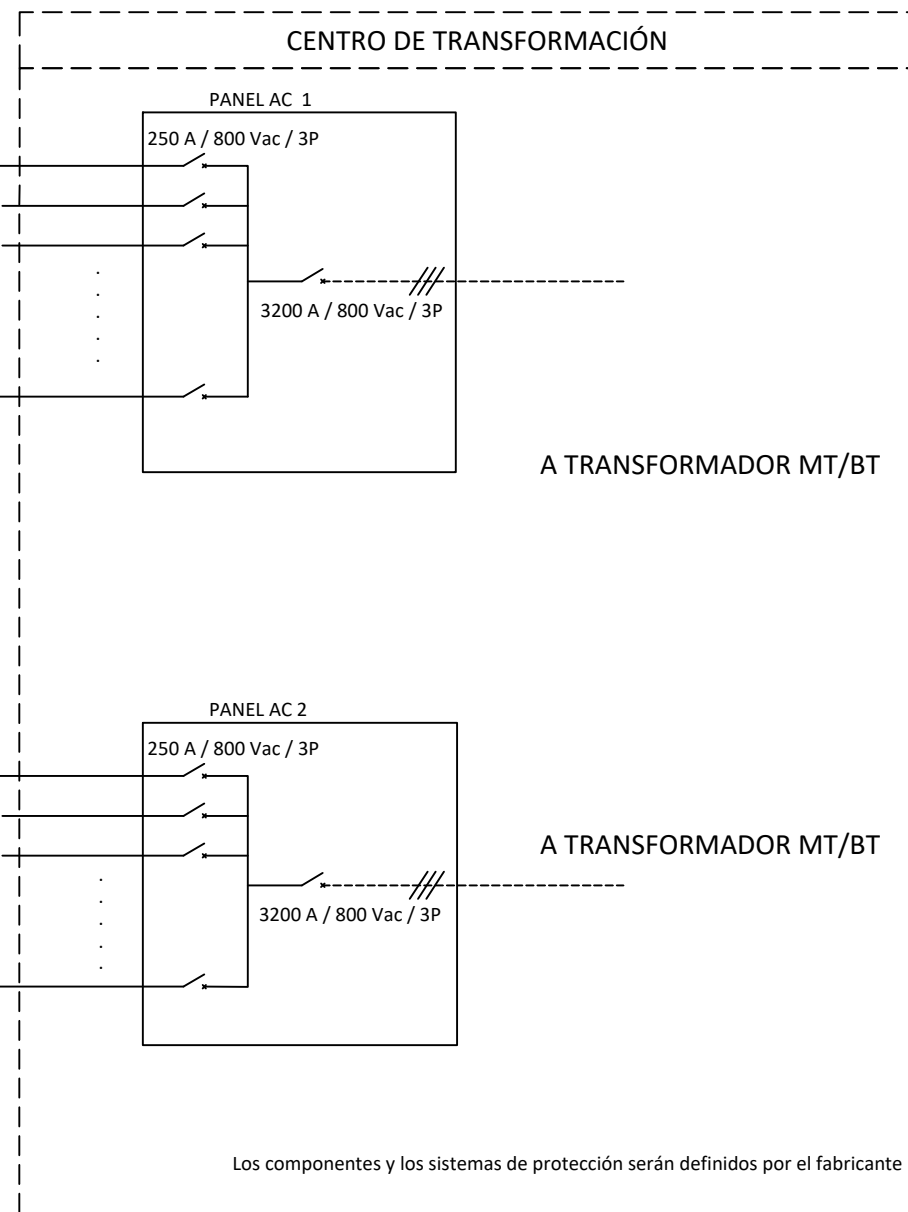 CENTRO DE TRANSFORMACIÓN
PANEL AC 1
250 A / 800 Vac / 3P
3200 A / 800 Vac / 3P
A TRANSFORMADOR MT/BT
PANEL AC 2
250 A / 800 Vac / 3P
A TRANSFORMADOR MT/BT
3200 A / 800 Vac / 3P
Los componentes y los sistemas de protección serán definidos por el fabricante